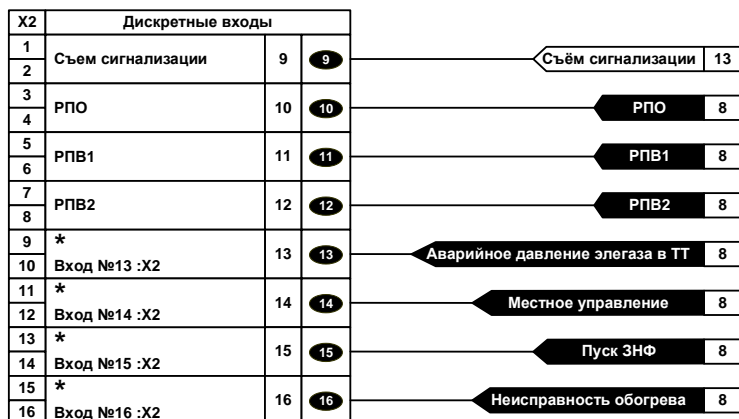 X2 Дискретные входы
1
2
Съем сигнализации 9 9 Съём сигнализации 13
3
4
РПО 10 10 РПО 8
5
6
РПВ1 11 11 РПВ1 8
7
8
РПВ2 12 12 РПВ2 8
9 *
10 Вход №13 :X2 13 13 Аварийное давление элегаза в ТТ 8
11 *
12 Вход №14 :X2 14 14 Местное управление 8
13 *
14 Вход №15 :X2 15 15 Пуск ЗНФ 8
15 *
16 Вход №16 :X2 16 16 Неисправность обогрева 8